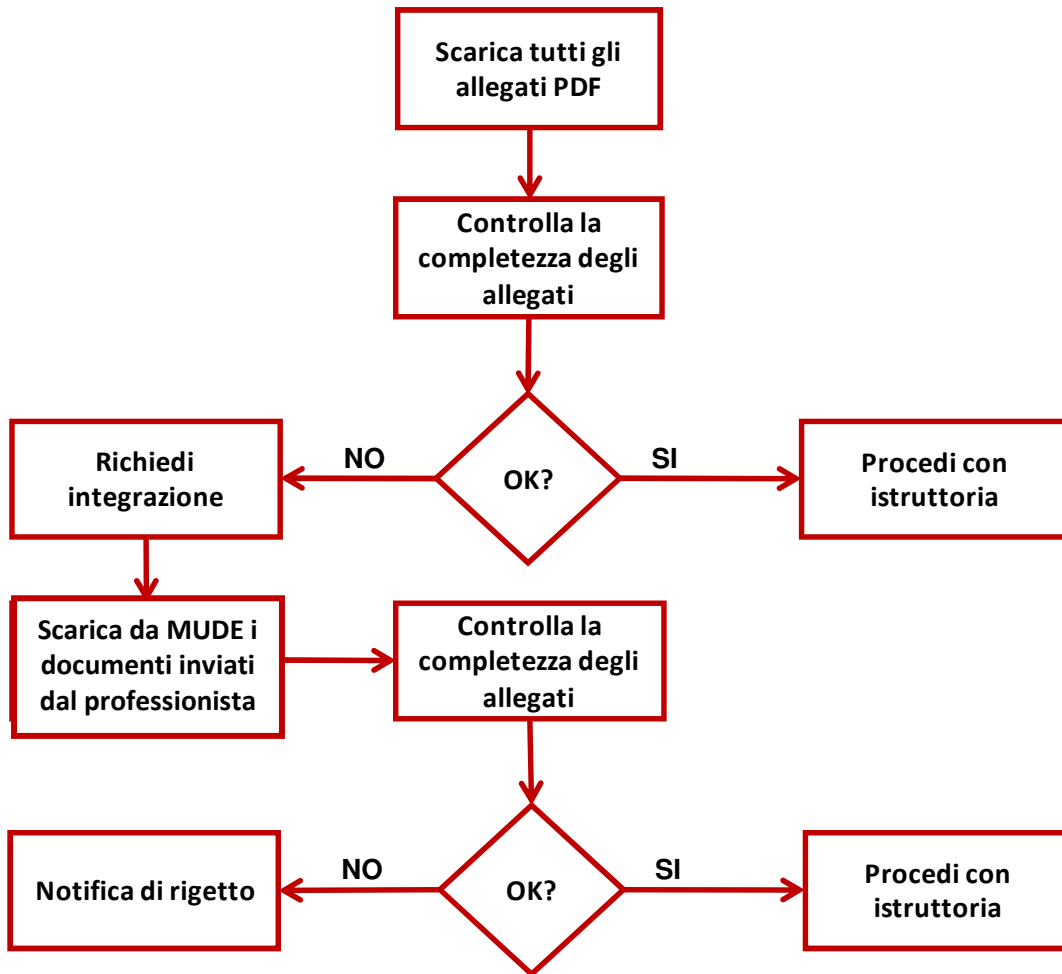 Scarica tutti gli
allegati PDF
Controlla la
completezza degli
allegati
Richiedi
integrazione
NO
OK?
SI
Procedi con
istruttoria
Scarica da MUDE i
documenti inviati
dal professionista
Controlla la
completezza degli
allegati
Notifica di rigetto
NO
OK?
SI
Procedi con
istruttoria